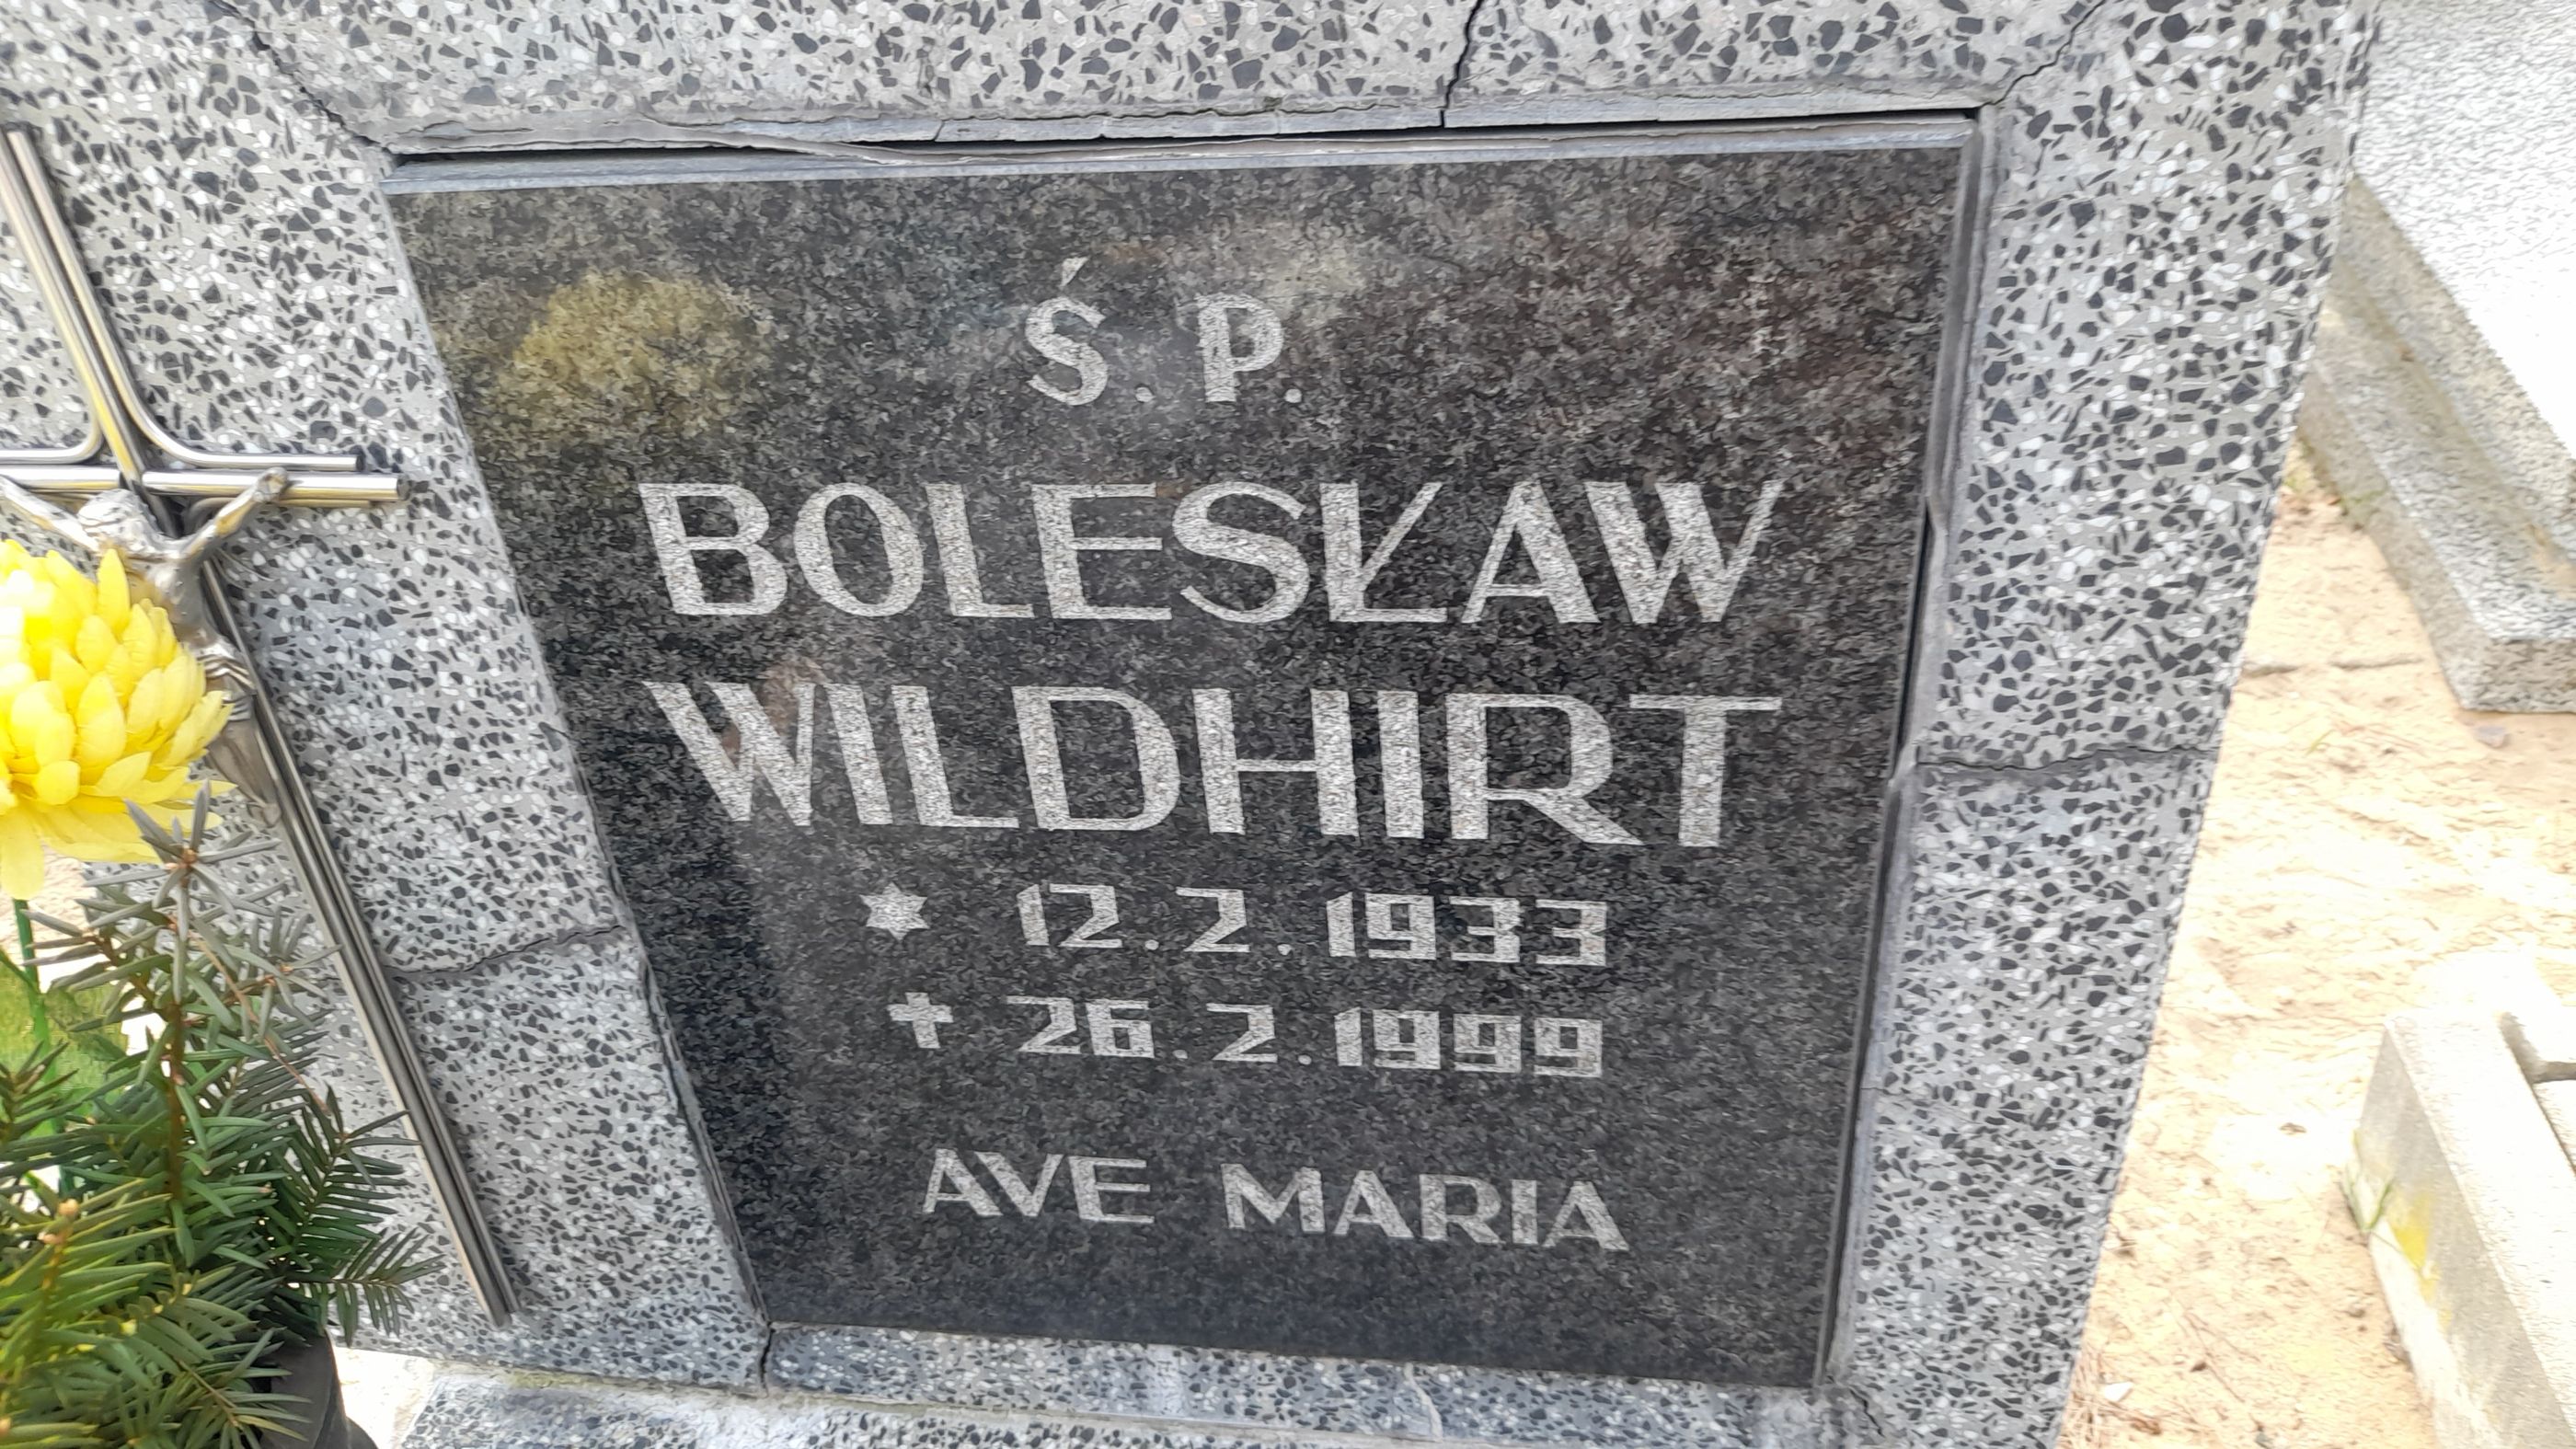 Ś. P.
BOLESŁAW
WILDHIRT
✶ 12.2.1933
✝ 26.2.1999
AVE MARIA